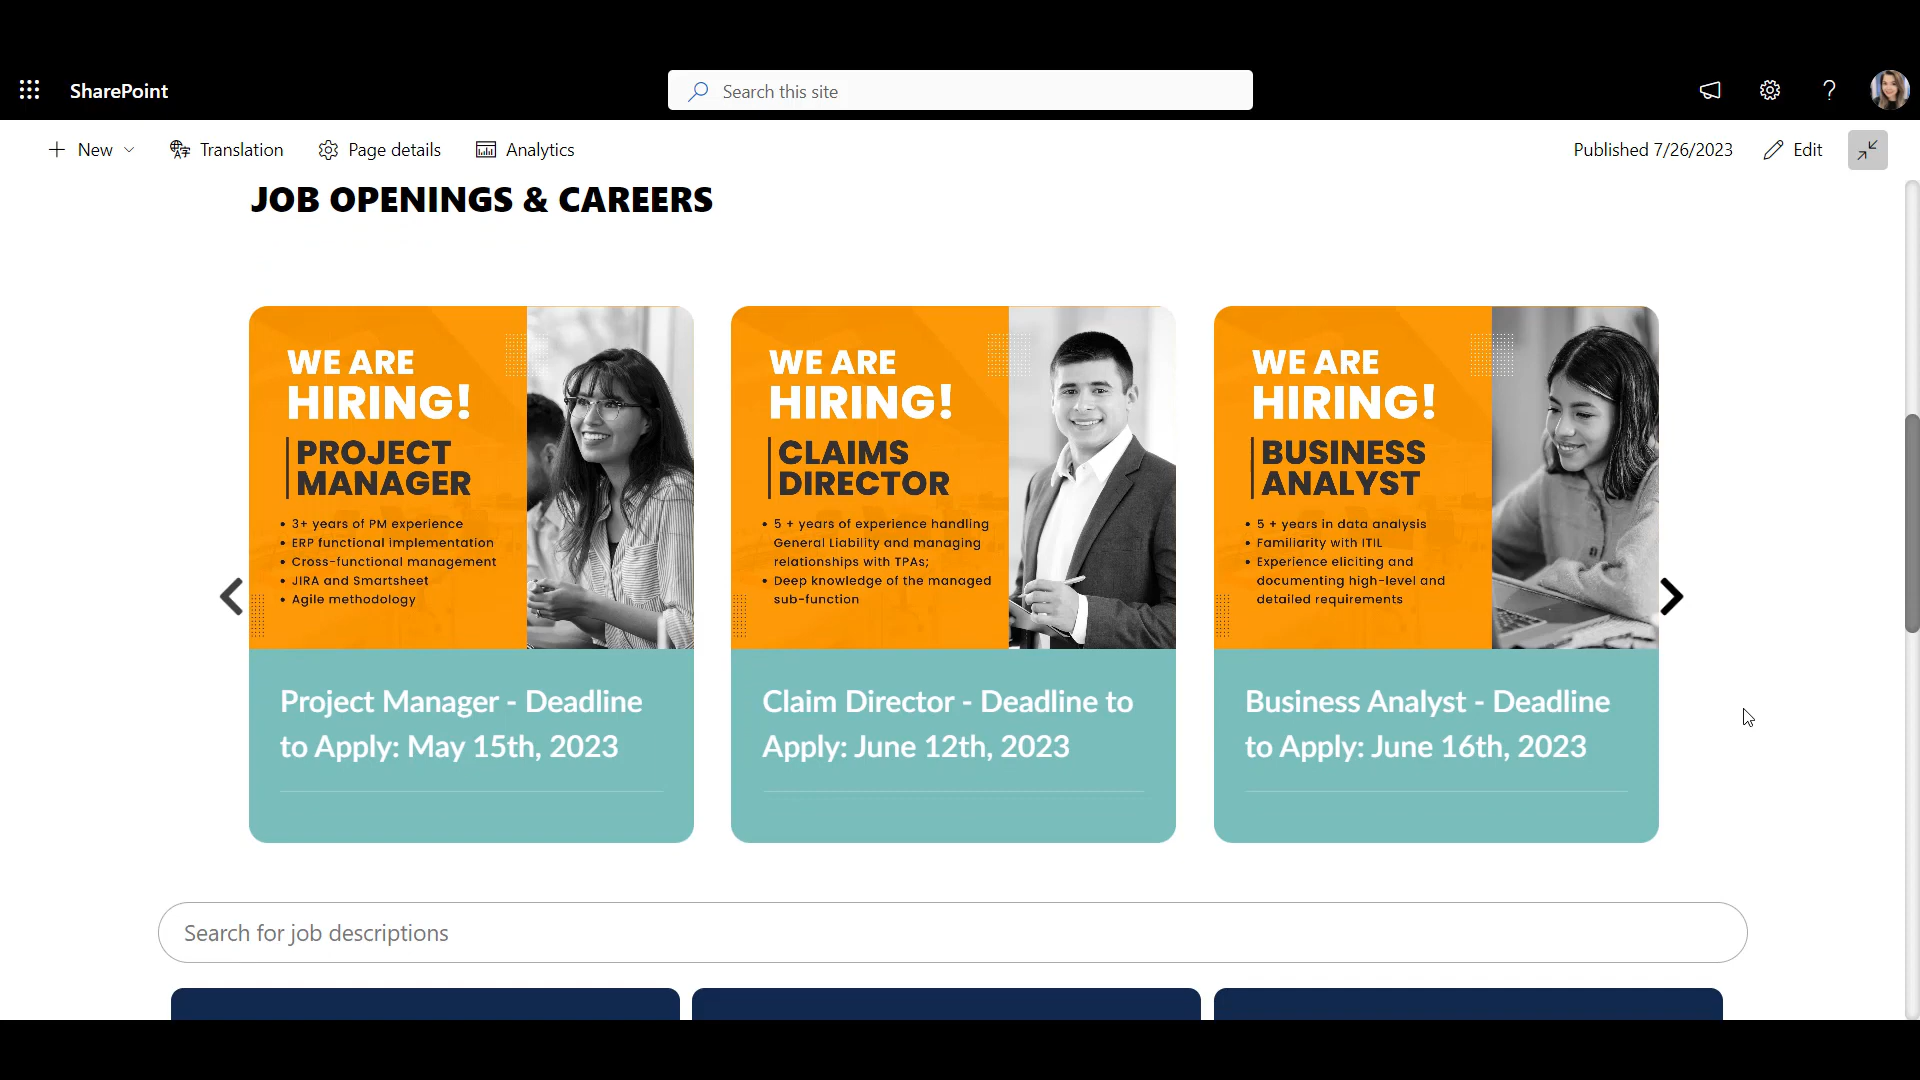 SharePoint
Search this site
?
New
Translation
Page details
Analytics
Published 7/26/2023
Edit
JOB OPENINGS & CAREERS
WE ARE
HIRING!
PROJECT
MANAGER
• 3+ years of PM experience
• ERP functional implementation
• Cross-functional management
• JIRA and Smartsheet
• Agile methodology
Project Manager - Deadline
to Apply: May 15th, 2023
WE ARE
HIRING!
CLAIMS
DIRECTOR
• 5 + years of experience handling
General Liability and managing
relationships with TPAs;
• Deep knowledge of the managed
sub-function
Claim Director - Deadline to
Apply: June 12th, 2023
WE ARE
HIRING!
BUSINESS
ANALYST
• 5 + years in data analysis
• Familiarity with ITIL
• Experience eliciting and
documenting high-level and
detailed requirements
Business Analyst - Deadline
to Apply: June 16th, 2023
Search for job descriptions